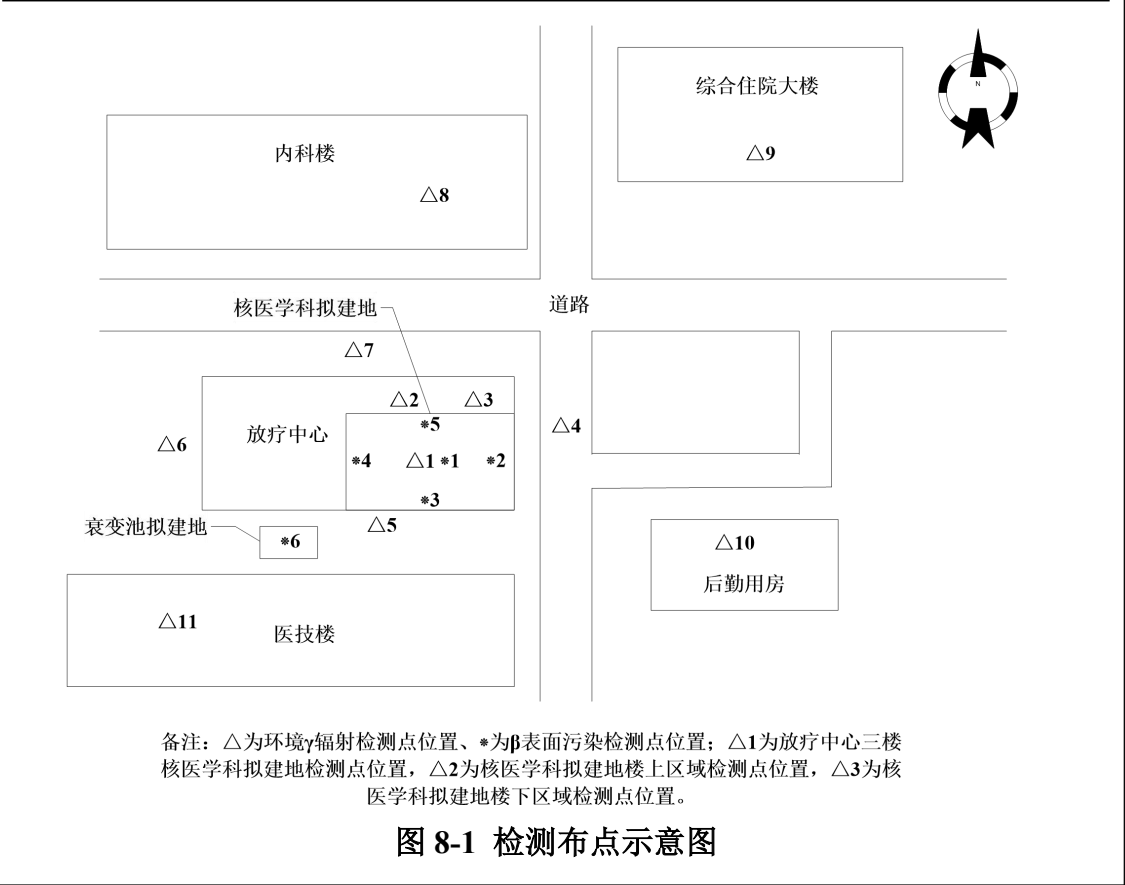 综合住院大楼
N
内科楼
△9
△8
核医学科拟建地
道路
△7
△2
△3
*5
△4
放疗中心
△6
*4
△1
*1
*2
*3
△5
衰变池拟建地
*6
△10
后勤用房
△11
医技楼
备注：△为环境γ辐射检测点位置、*为β表面污染检测点位置；△1为放疗中心三楼
核医学科拟建地检测点位置，△2为核医学科拟建地楼上区域检测点位置，△3为核
医学科拟建地楼下区域检测点位置。
图 8-1 检测布点示意图